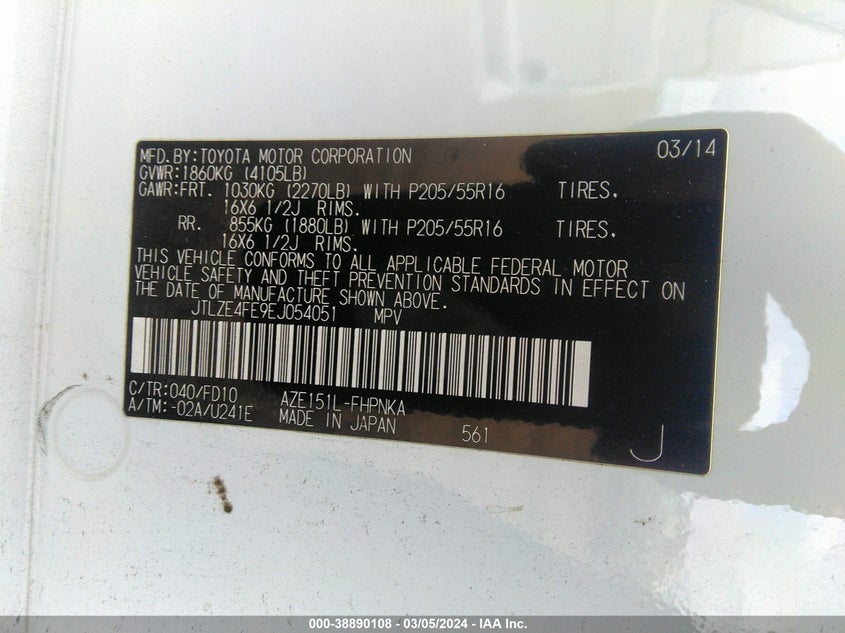 MFD.BY:TOYOTA MOTOR CORPORATION 03/14
GVWR:1860KG (4105LB)
GAWR:FRT. 1030KG (2270LB) WITH P205/55R16 TIRES.
16X6 1/2J RIMS.
RR. 855KG (1880LB) WITH P205/55R16 TIRES.
16X6 1/2J RIMS.
THIS VEHICLE CONFORMS TO ALL APPLICABLE FEDERAL MOTOR
VEHICLE SAFETY AND THEFT PREVENTION STANDARDS IN EFFECT ON
THE DATE OF MANUFACTURE SHOWN ABOVE.
JTLZE4FE9EJ054051 MPV
C/TR:040/FD10 AZE151L-FHPNKA
A/TM:-02A/U241E MADE IN JAPAN 561
J
000-38890108 - 03/05/2024 - IAA Inc.